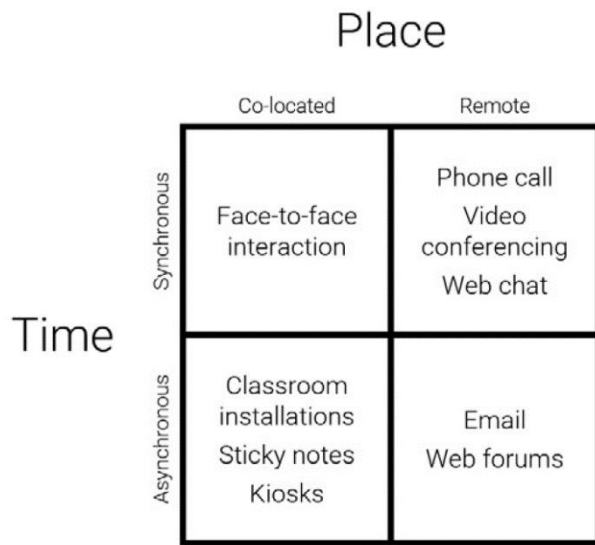 Place
Co-located
Remote
Synchronous
Face-to-face
interaction
Phone call
Video
conferencing
Web chat
Time
Asynchronous
Classroom
installations
Sticky notes
Kiosks
Email
Web forums